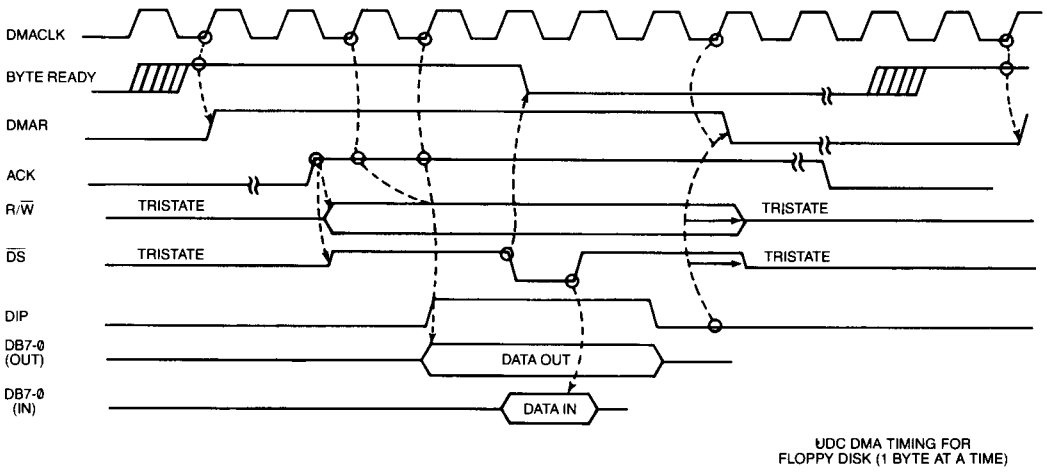 DMACLK
BYTE READY
DMAR
ACK
R/W̅
TRISTATE
TRISTATE
D̅S̅
TRISTATE
TRISTATE
DIP
DB7-0
(OUT)
DATA OUT
DB7-0
(IN)
DATA IN
UDC DMA TIMING FOR
FLOPPY DISK (1 BYTE AT A TIME)